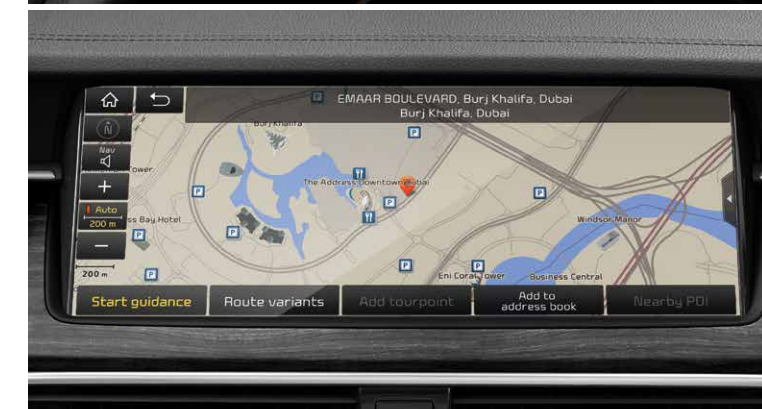 EMAAR BOULEVARD, Burj Khalifa, Dubai
Burj Khalifa, Dubai
N
Nav
+
Auto
200 m
-
200 m
Burj Khalifa
Tower
The Address Downtown Dubai
ss Bay Hotel
Windsor Manor
Eni Coral Tower
Business Central
P
P
P
P
P
P
P
P
P
Start guidance
Route variants
Add tourpoint
Add to
address book
Nearby POI